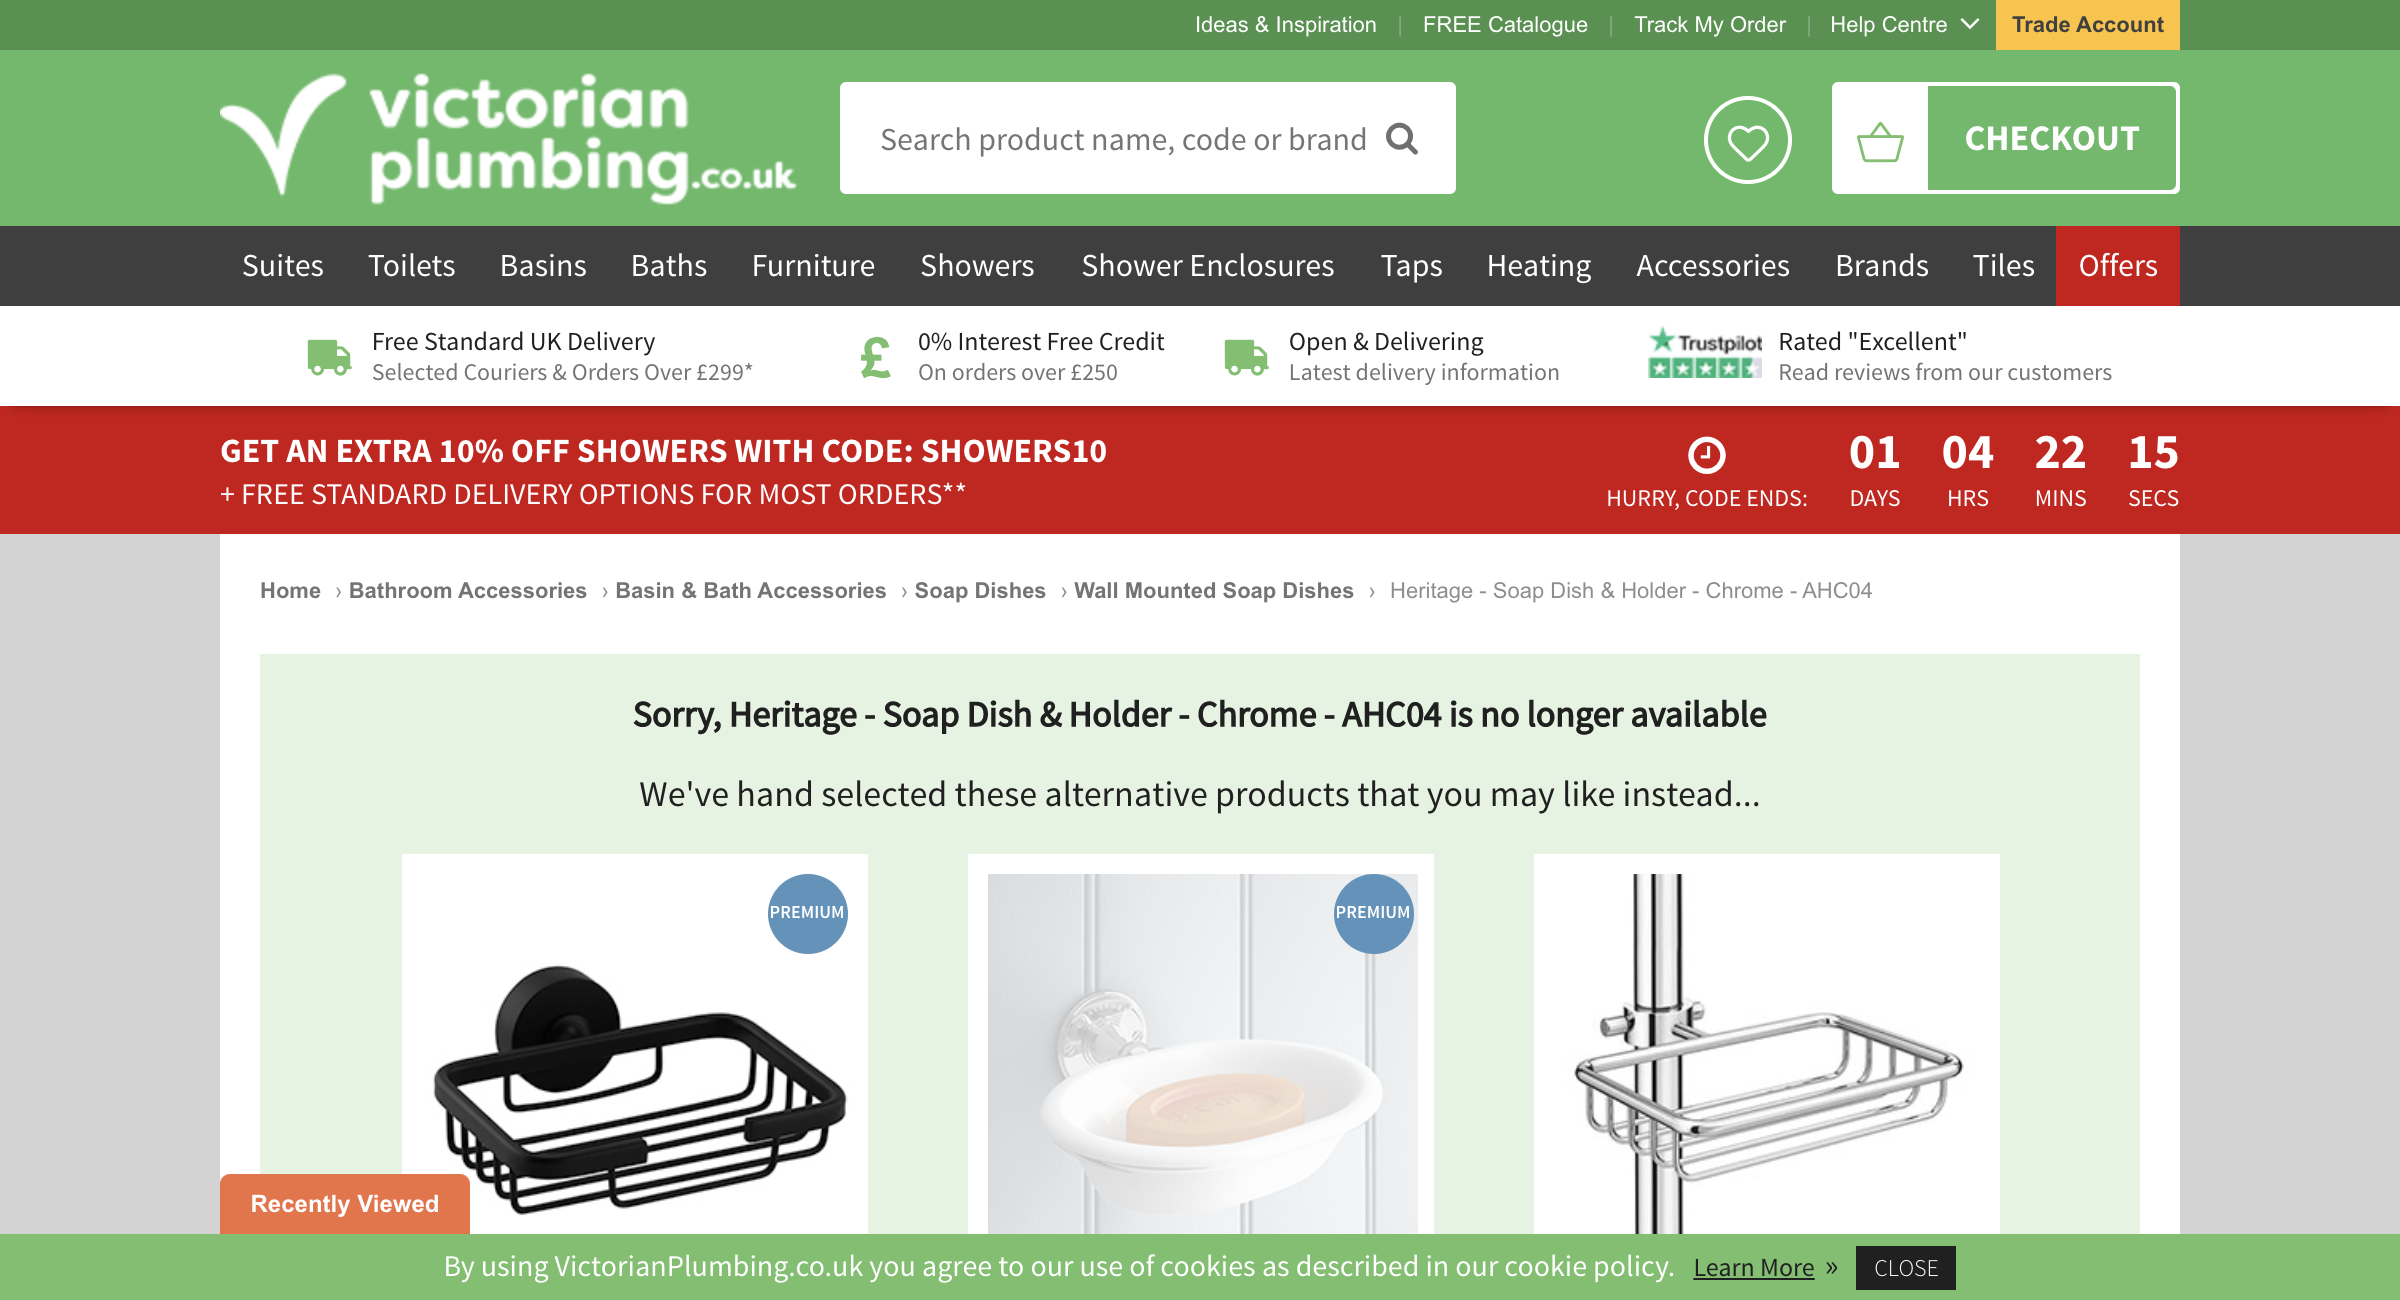 Ideas & Inspiration | FREE Catalogue | Track My Order | Help Centre Trade Account
victorian
plumbing.co.uk
Search product name, code or brand
CHECKOUT
Suites Toilets Basins Baths Furniture Showers Shower Enclosures Taps Heating Accessories Brands Tiles Offers
Free Standard UK Delivery
Selected Couriers & Orders Over £299*
£
0% Interest Free Credit
On orders over £250
Open & Delivering
Latest delivery information
Trustpilot
Rated "Excellent"
Read reviews from our customers
GET AN EXTRA 10% OFF SHOWERS WITH CODE: SHOWERS10
+ FREE STANDARD DELIVERY OPTIONS FOR MOST ORDERS**
HURRY, CODE ENDS:
01 04 22 15
DAYS HRS MINS SECS
Home › Bathroom Accessories › Basin & Bath Accessories › Soap Dishes › Wall Mounted Soap Dishes › Heritage - Soap Dish & Holder - Chrome - AHC04
Sorry, Heritage - Soap Dish & Holder - Chrome - AHC04 is no longer available
We've hand selected these alternative products that you may like instead...
PREMIUM
PREMIUM
Recently Viewed
By using VictorianPlumbing.co.uk you agree to our use of cookies as described in our cookie policy. Learn More » CLOSE